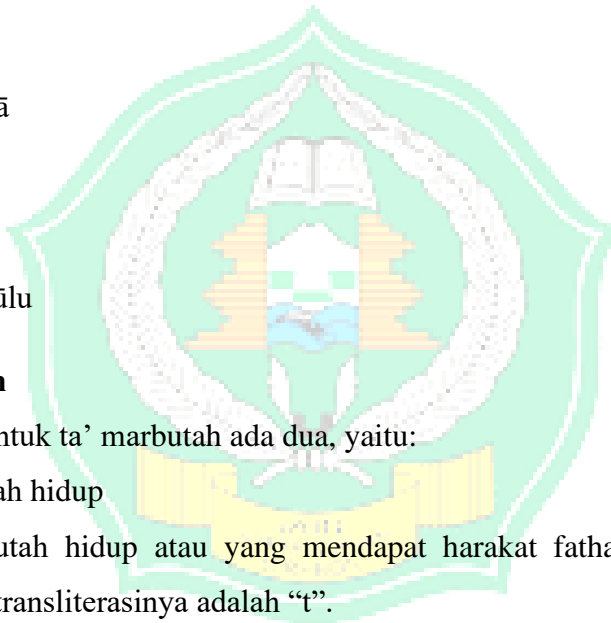 ā
ūlu
h
ntuk ta’ marbutah ada dua, yaitu:
ah hidup
utah hidup atau yang mendapat harakat fatha
transliterasinya adalah “t”.